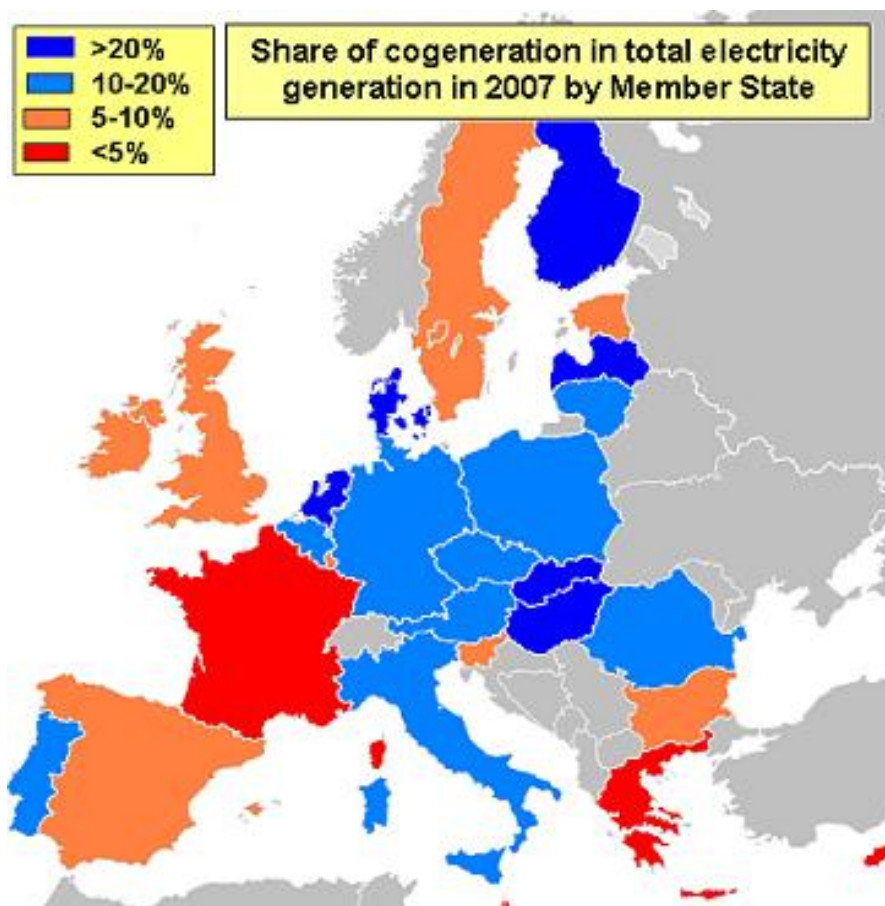 >20%
10-20%
5-10%
<5%
Share of cogeneration in total electricity
generation in 2007 by Member State